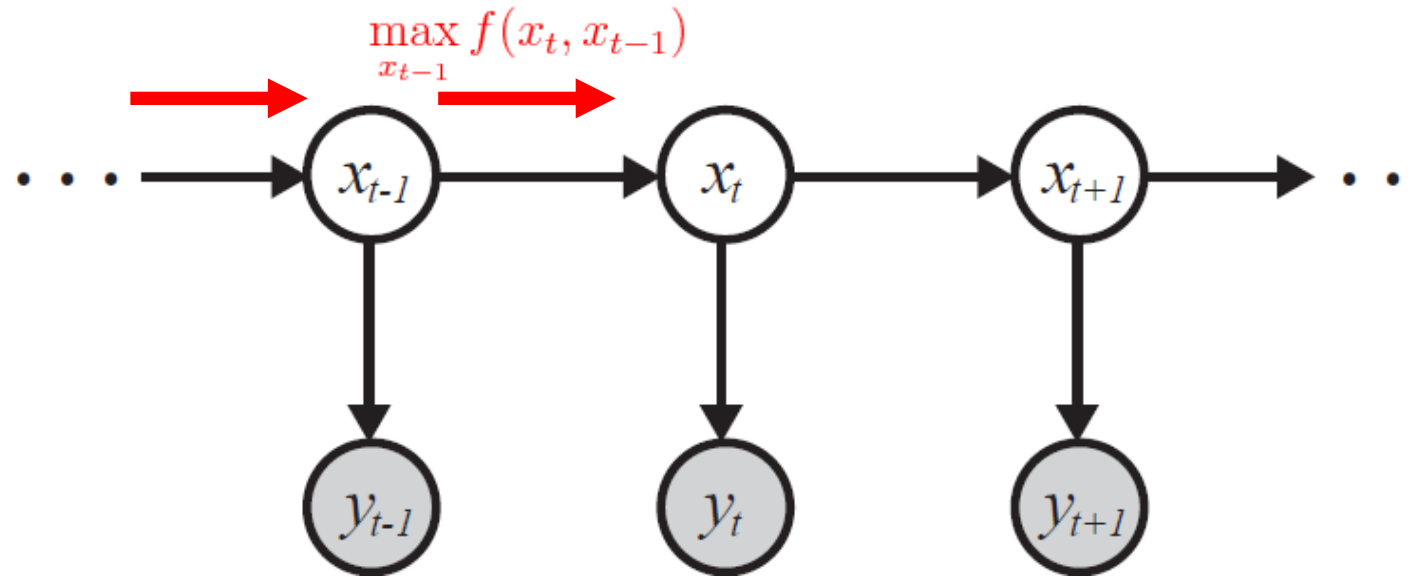 max f(x_t, x_{t-1})
x_{t-1}
. . . x_{t-1} x_t x_{t+1} . .
y_{t-1} y_t y_{t+1}